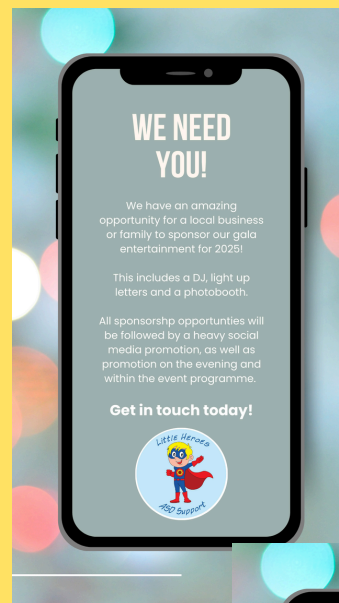 WE NEED
YOU!
We have an amazing
opportunity for a local business
or family to sponsor our gala
entertainment for 2025!
This includes a DJ, light up
letters and a photobooth.
All sponsorshp opportunties will
be followed by a heavy social
media promotion, as well as
promotion on the evening and
within the event programme.
Get in touch today!
Little Heroes
ASD Support